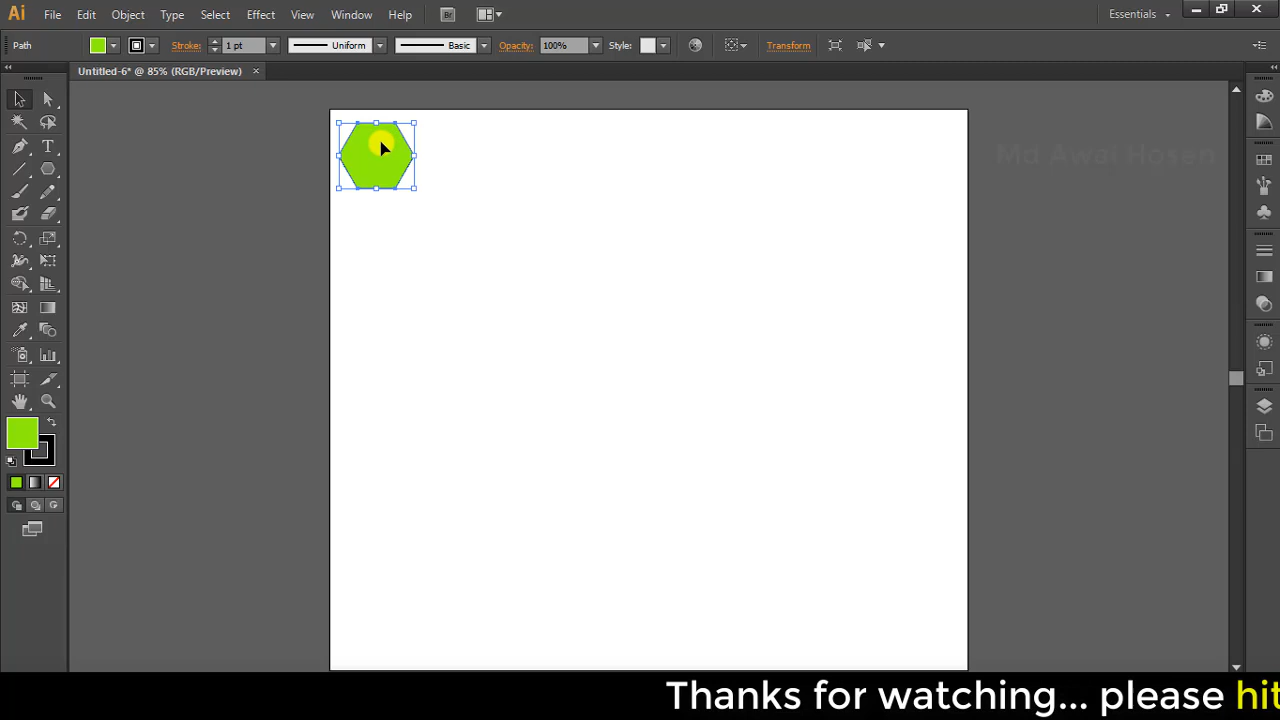 Ai File Edit Object Type Select Effect View Window Help Br Essentials
Path Stroke: 1 pt Uniform Basic Opacity: 100% Style: Transform
Untitled-6* @ 85% (RGB/Preview)
Md Awal Hosen
Thanks for watching... please hit